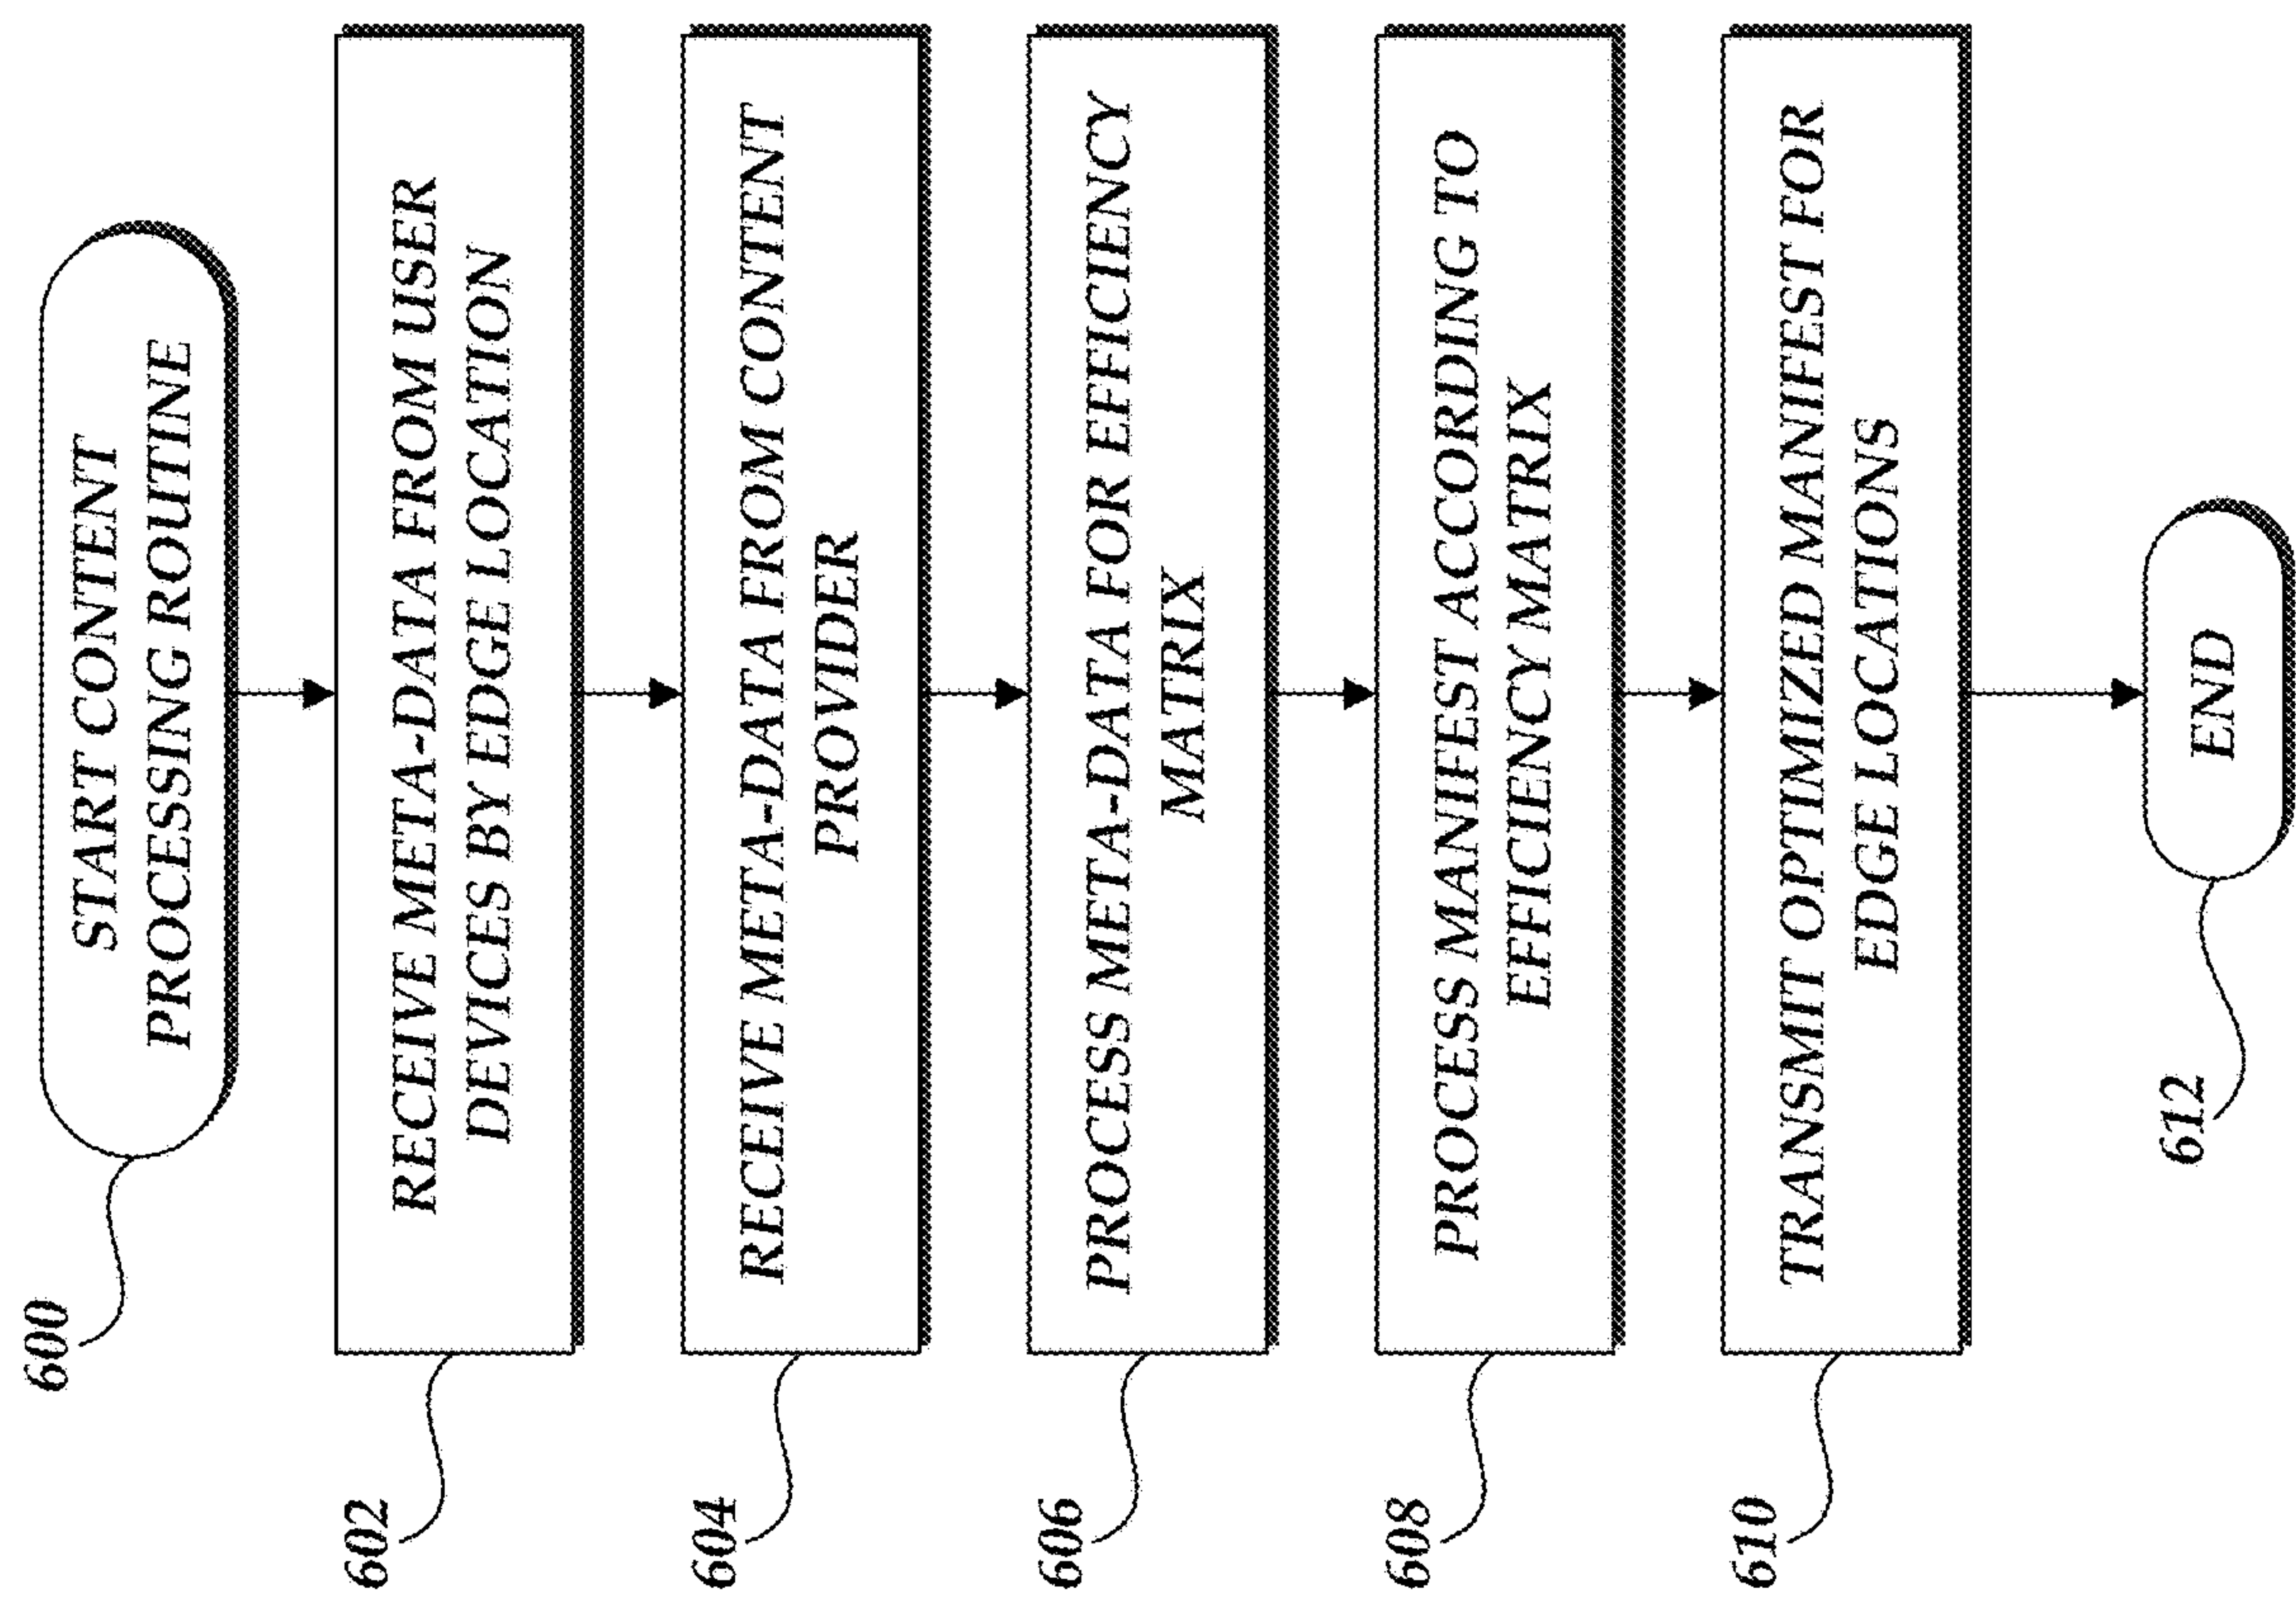 600
START CONTENT
PROCESSING ROUTINE
602
RECEIVE META-DATA FROM USER
DEVICES BY EDGE LOCATION
604
RECEIVE META-DATA FROM CONTENT
PROVIDER
606
PROCESS META-DATA FOR EFFICIENCY
MATRIX
608
PROCESS MANIFEST ACCORDING TO
EFFICIENCY MATRIX
610
TRANSMIT OPTIMIZED MANIFEST FOR
EDGE LOCATIONS
612
END